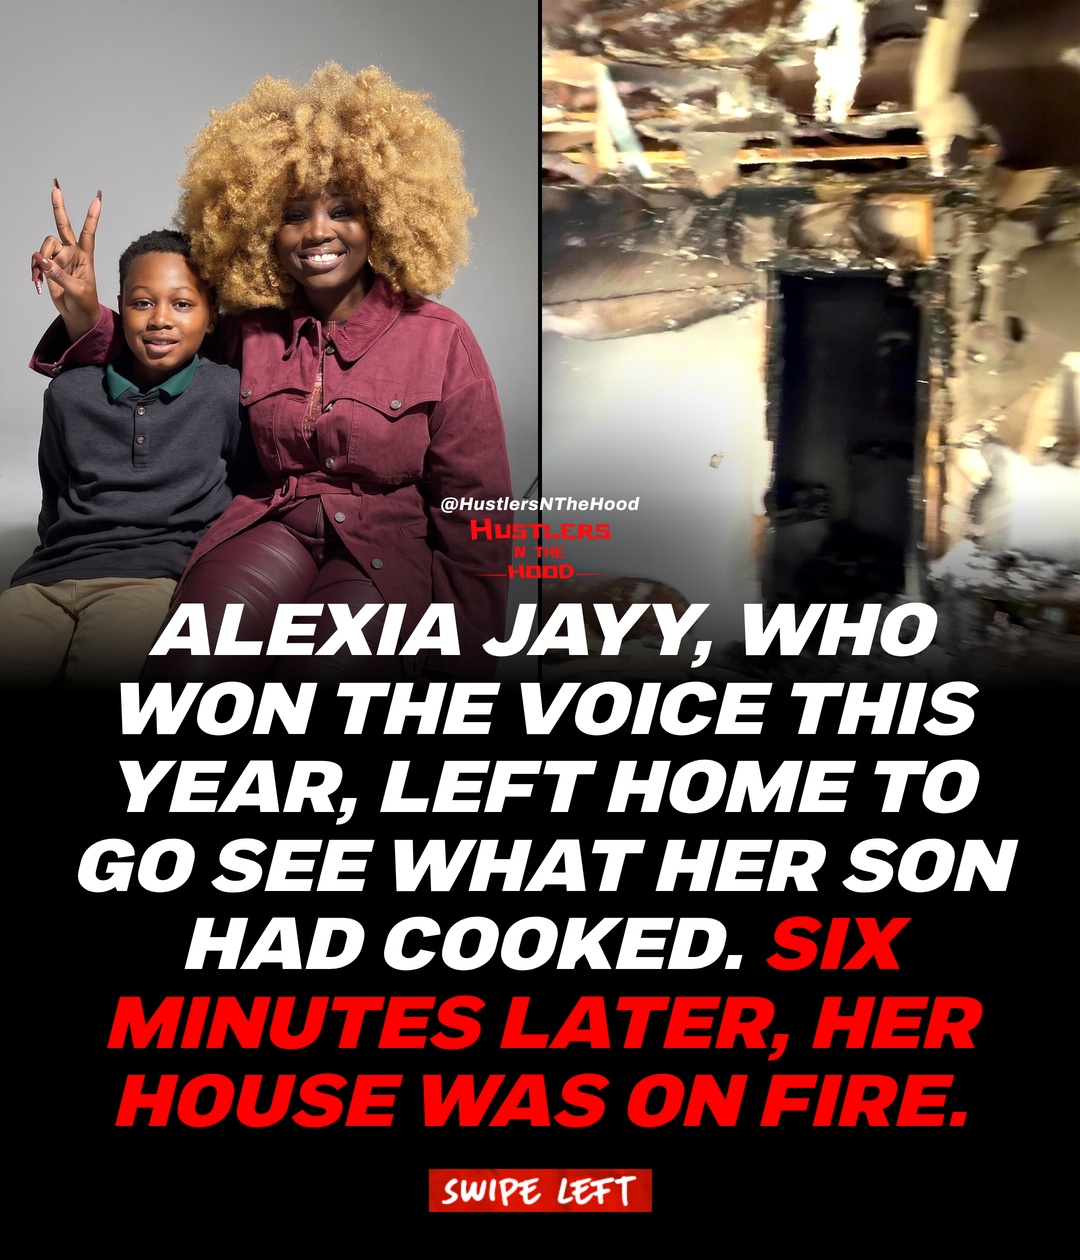 @HustlersNTheHood
HUSTLERS
N THE
HOOD
ALEXIA JAYY, WHO
WON THE VOICE THIS
YEAR, LEFT HOME TO
GO SEE WHAT HER SON
HAD COOKED. SIX
MINUTES LATER, HER
HOUSE WAS ON FIRE.
SWIPE LEFT